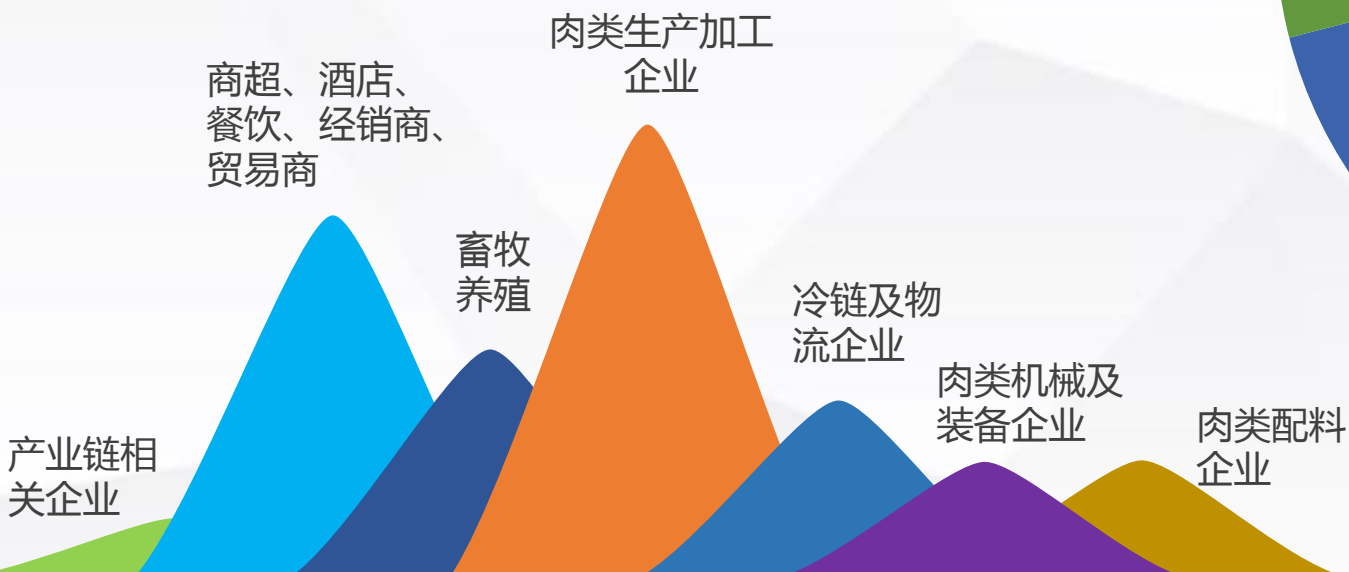 肉类生产加工
企业
商超、酒店、
餐饮、经销商、
贸易商
畜牧
养殖
冷链及物
流企业
肉类机械及
装备企业
肉类配料
企业
产业链相
关企业